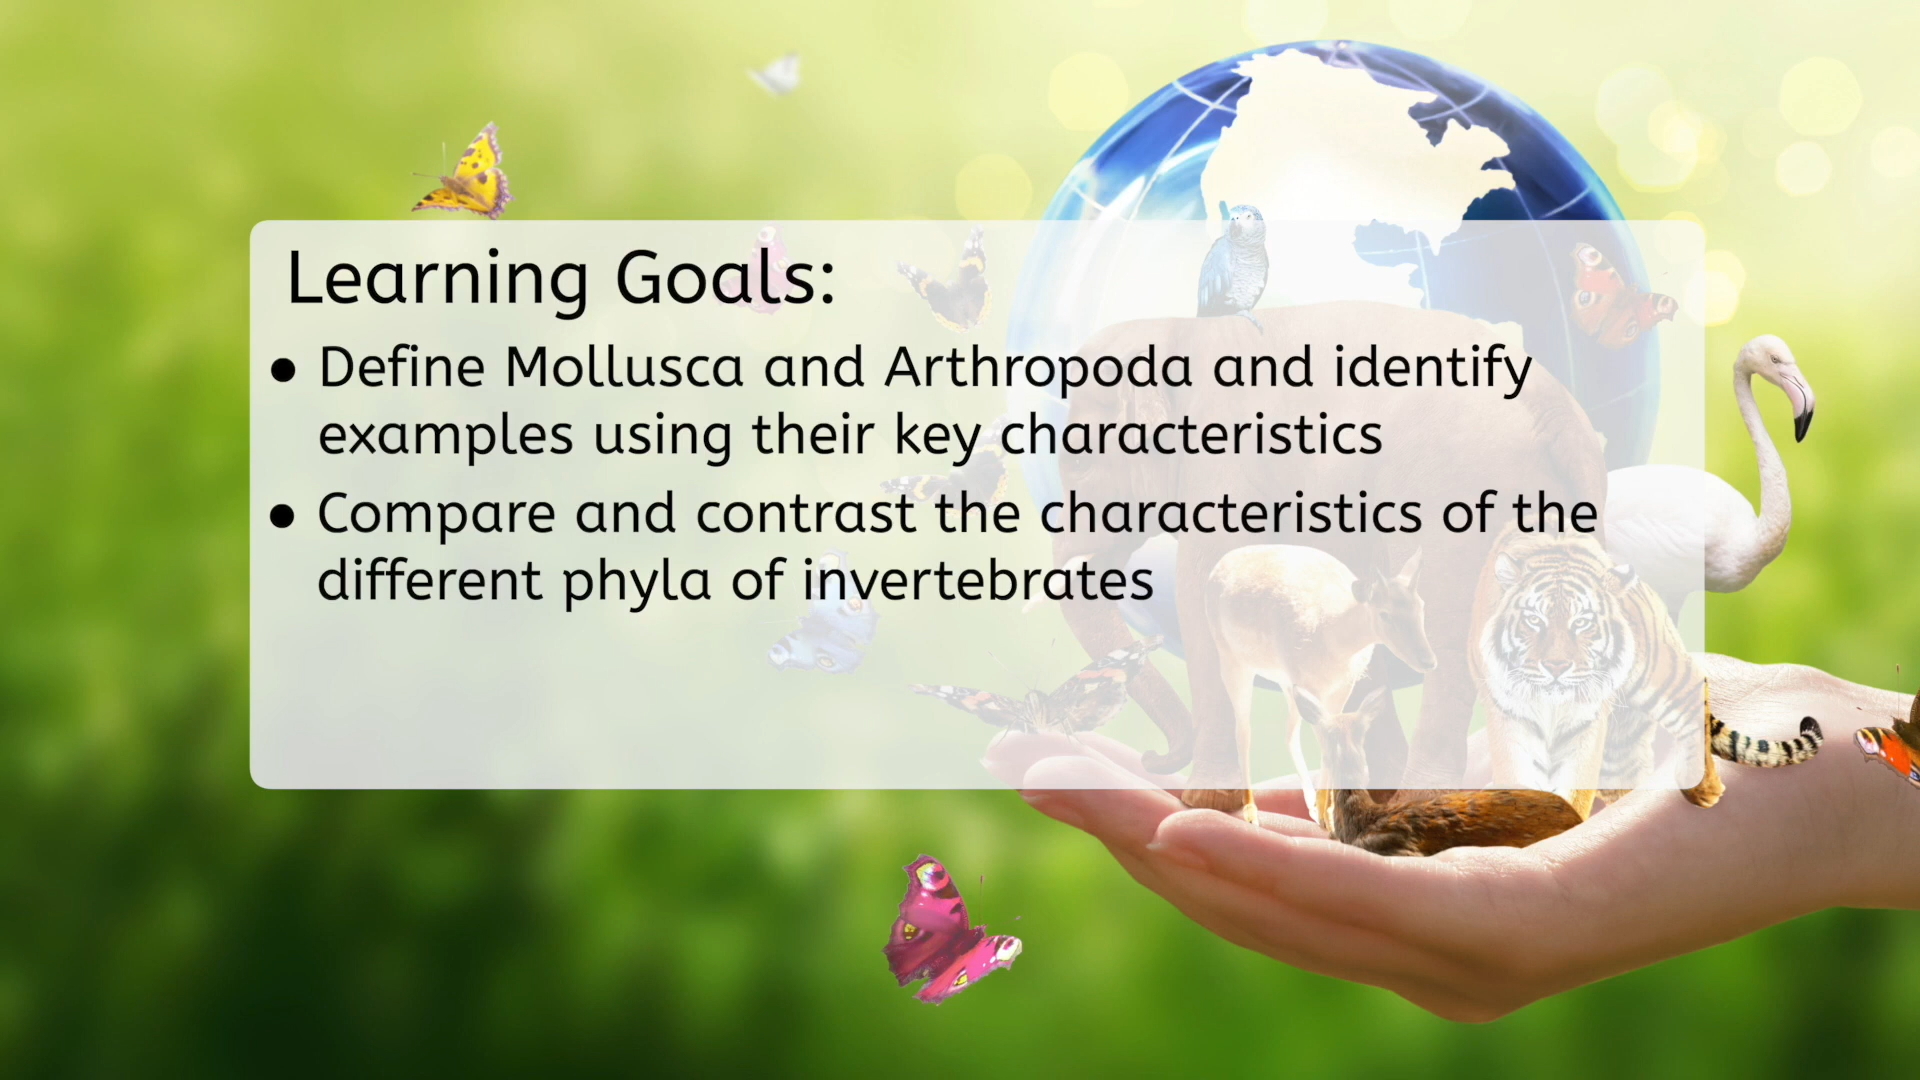 Learning Goals:
● Define Mollusca and Arthropoda and identify
examples using their key characteristics
● Compare and contrast the characteristics of the
different phyla of invertebrates